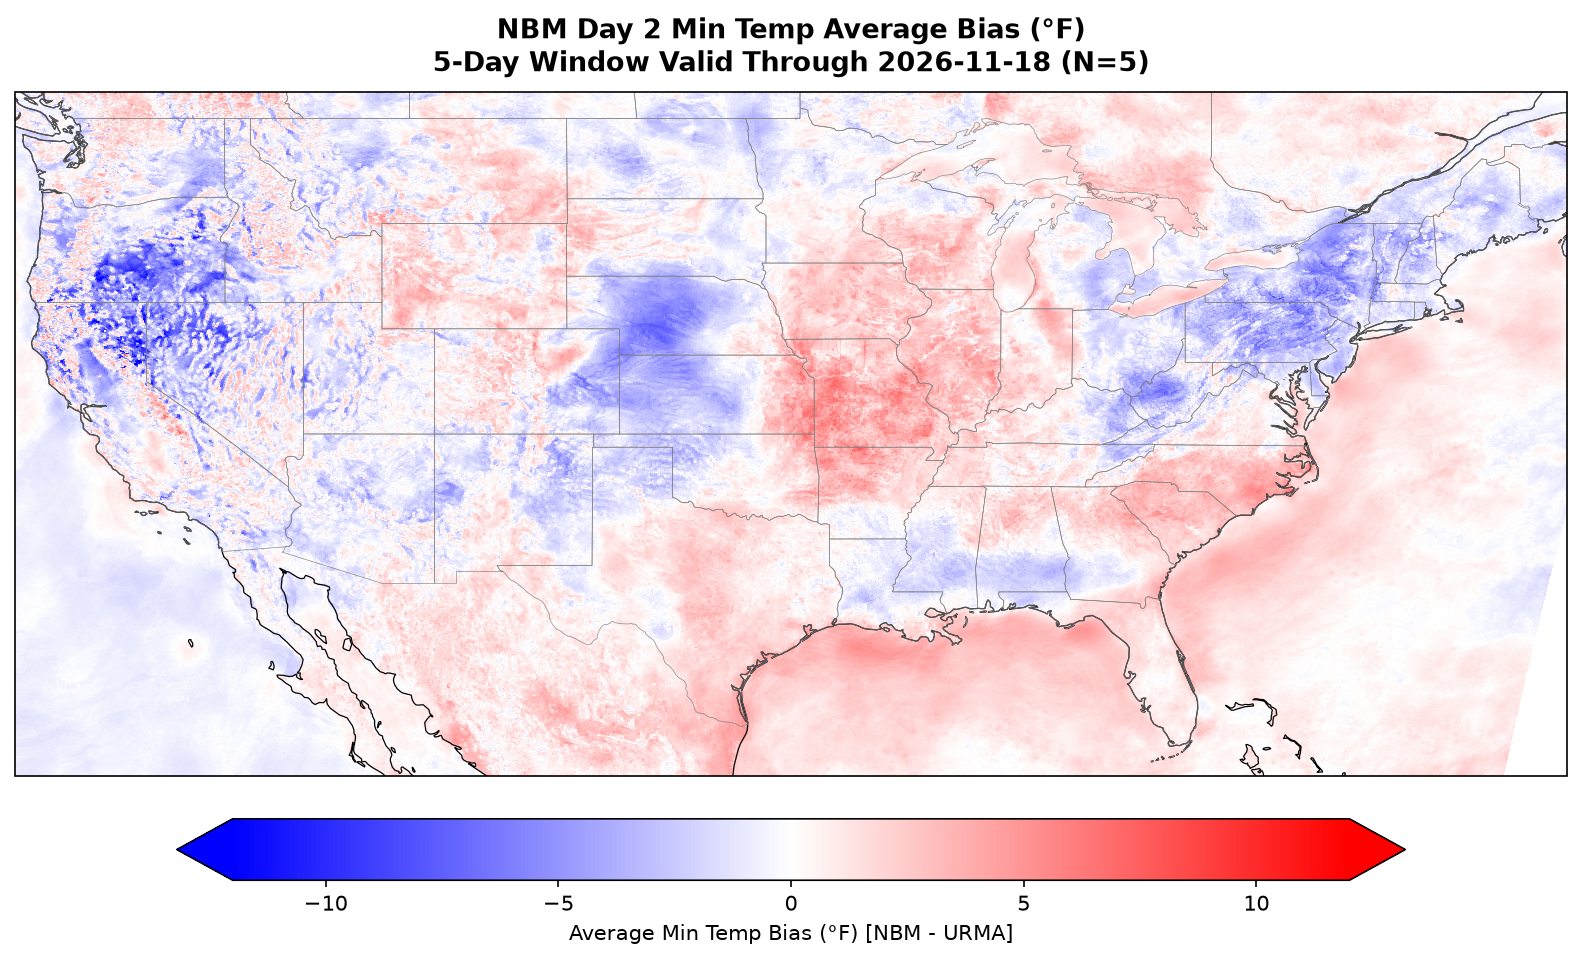 NBM Day 2 Min Temp Average Bias (°F)
5-Day Window Valid Through 2026-11-18 (N=5)
−10 −5 0 5 10
Average Min Temp Bias (°F) [NBM - URMA]